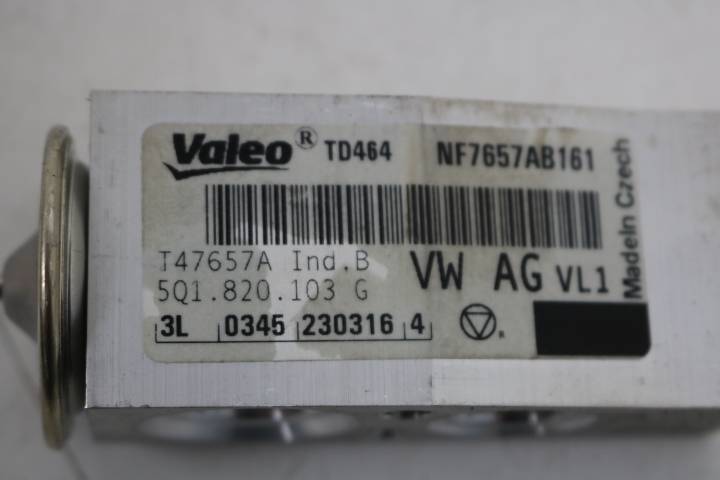 Valeo® TD464 NF7657AB161
T47657A Ind.B
5Q1.820.103 G
VW AG VL1
3L 0345 230316 4
MadeIn Czech